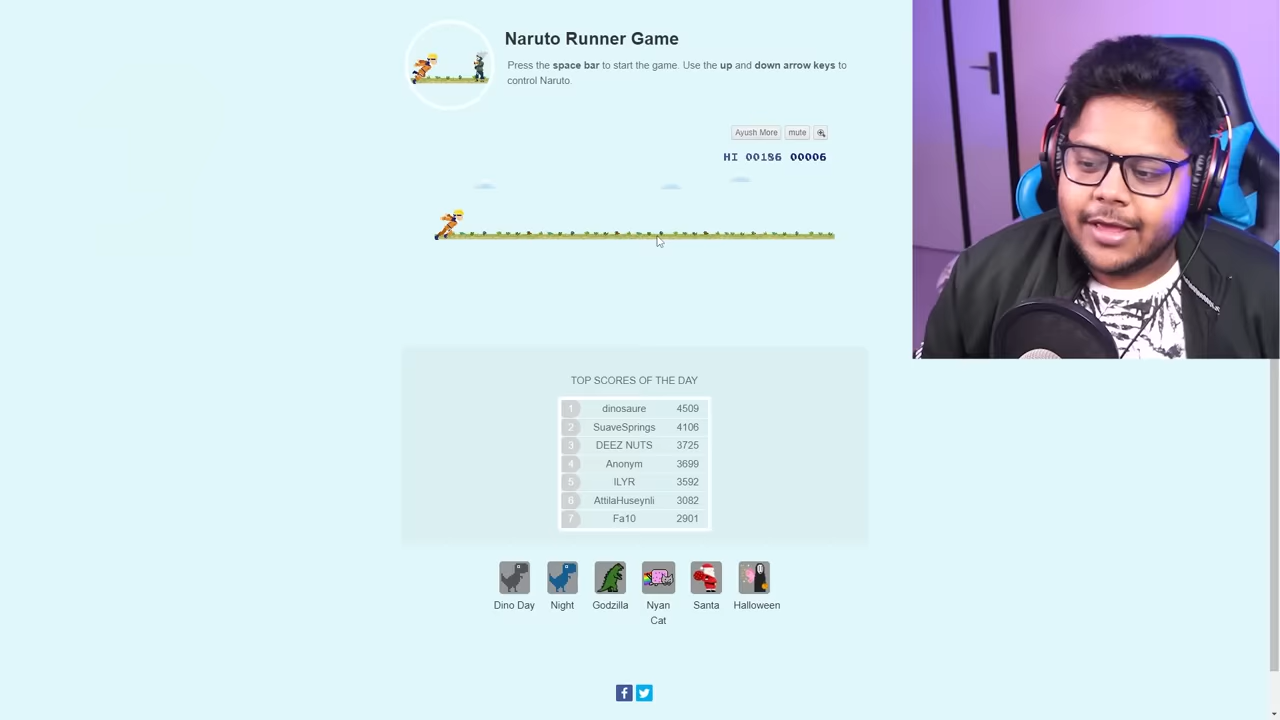 Naruto Runner Game
Press the space bar to start the game. Use the up and down arrow keys to
control Naruto.
Ayush More mute
HI 00186 00006
TOP SCORES OF THE DAY
1 dinosaure 4509
2 SuaveSprings 4106
3 DEEZ NUTS 3725
4 Anonym 3699
5 ILYR 3592
6 AttilaHuseynli 3082
7 Fa10 2901
Dino Day Night Godzilla Nyan Santa Halloween
Cat